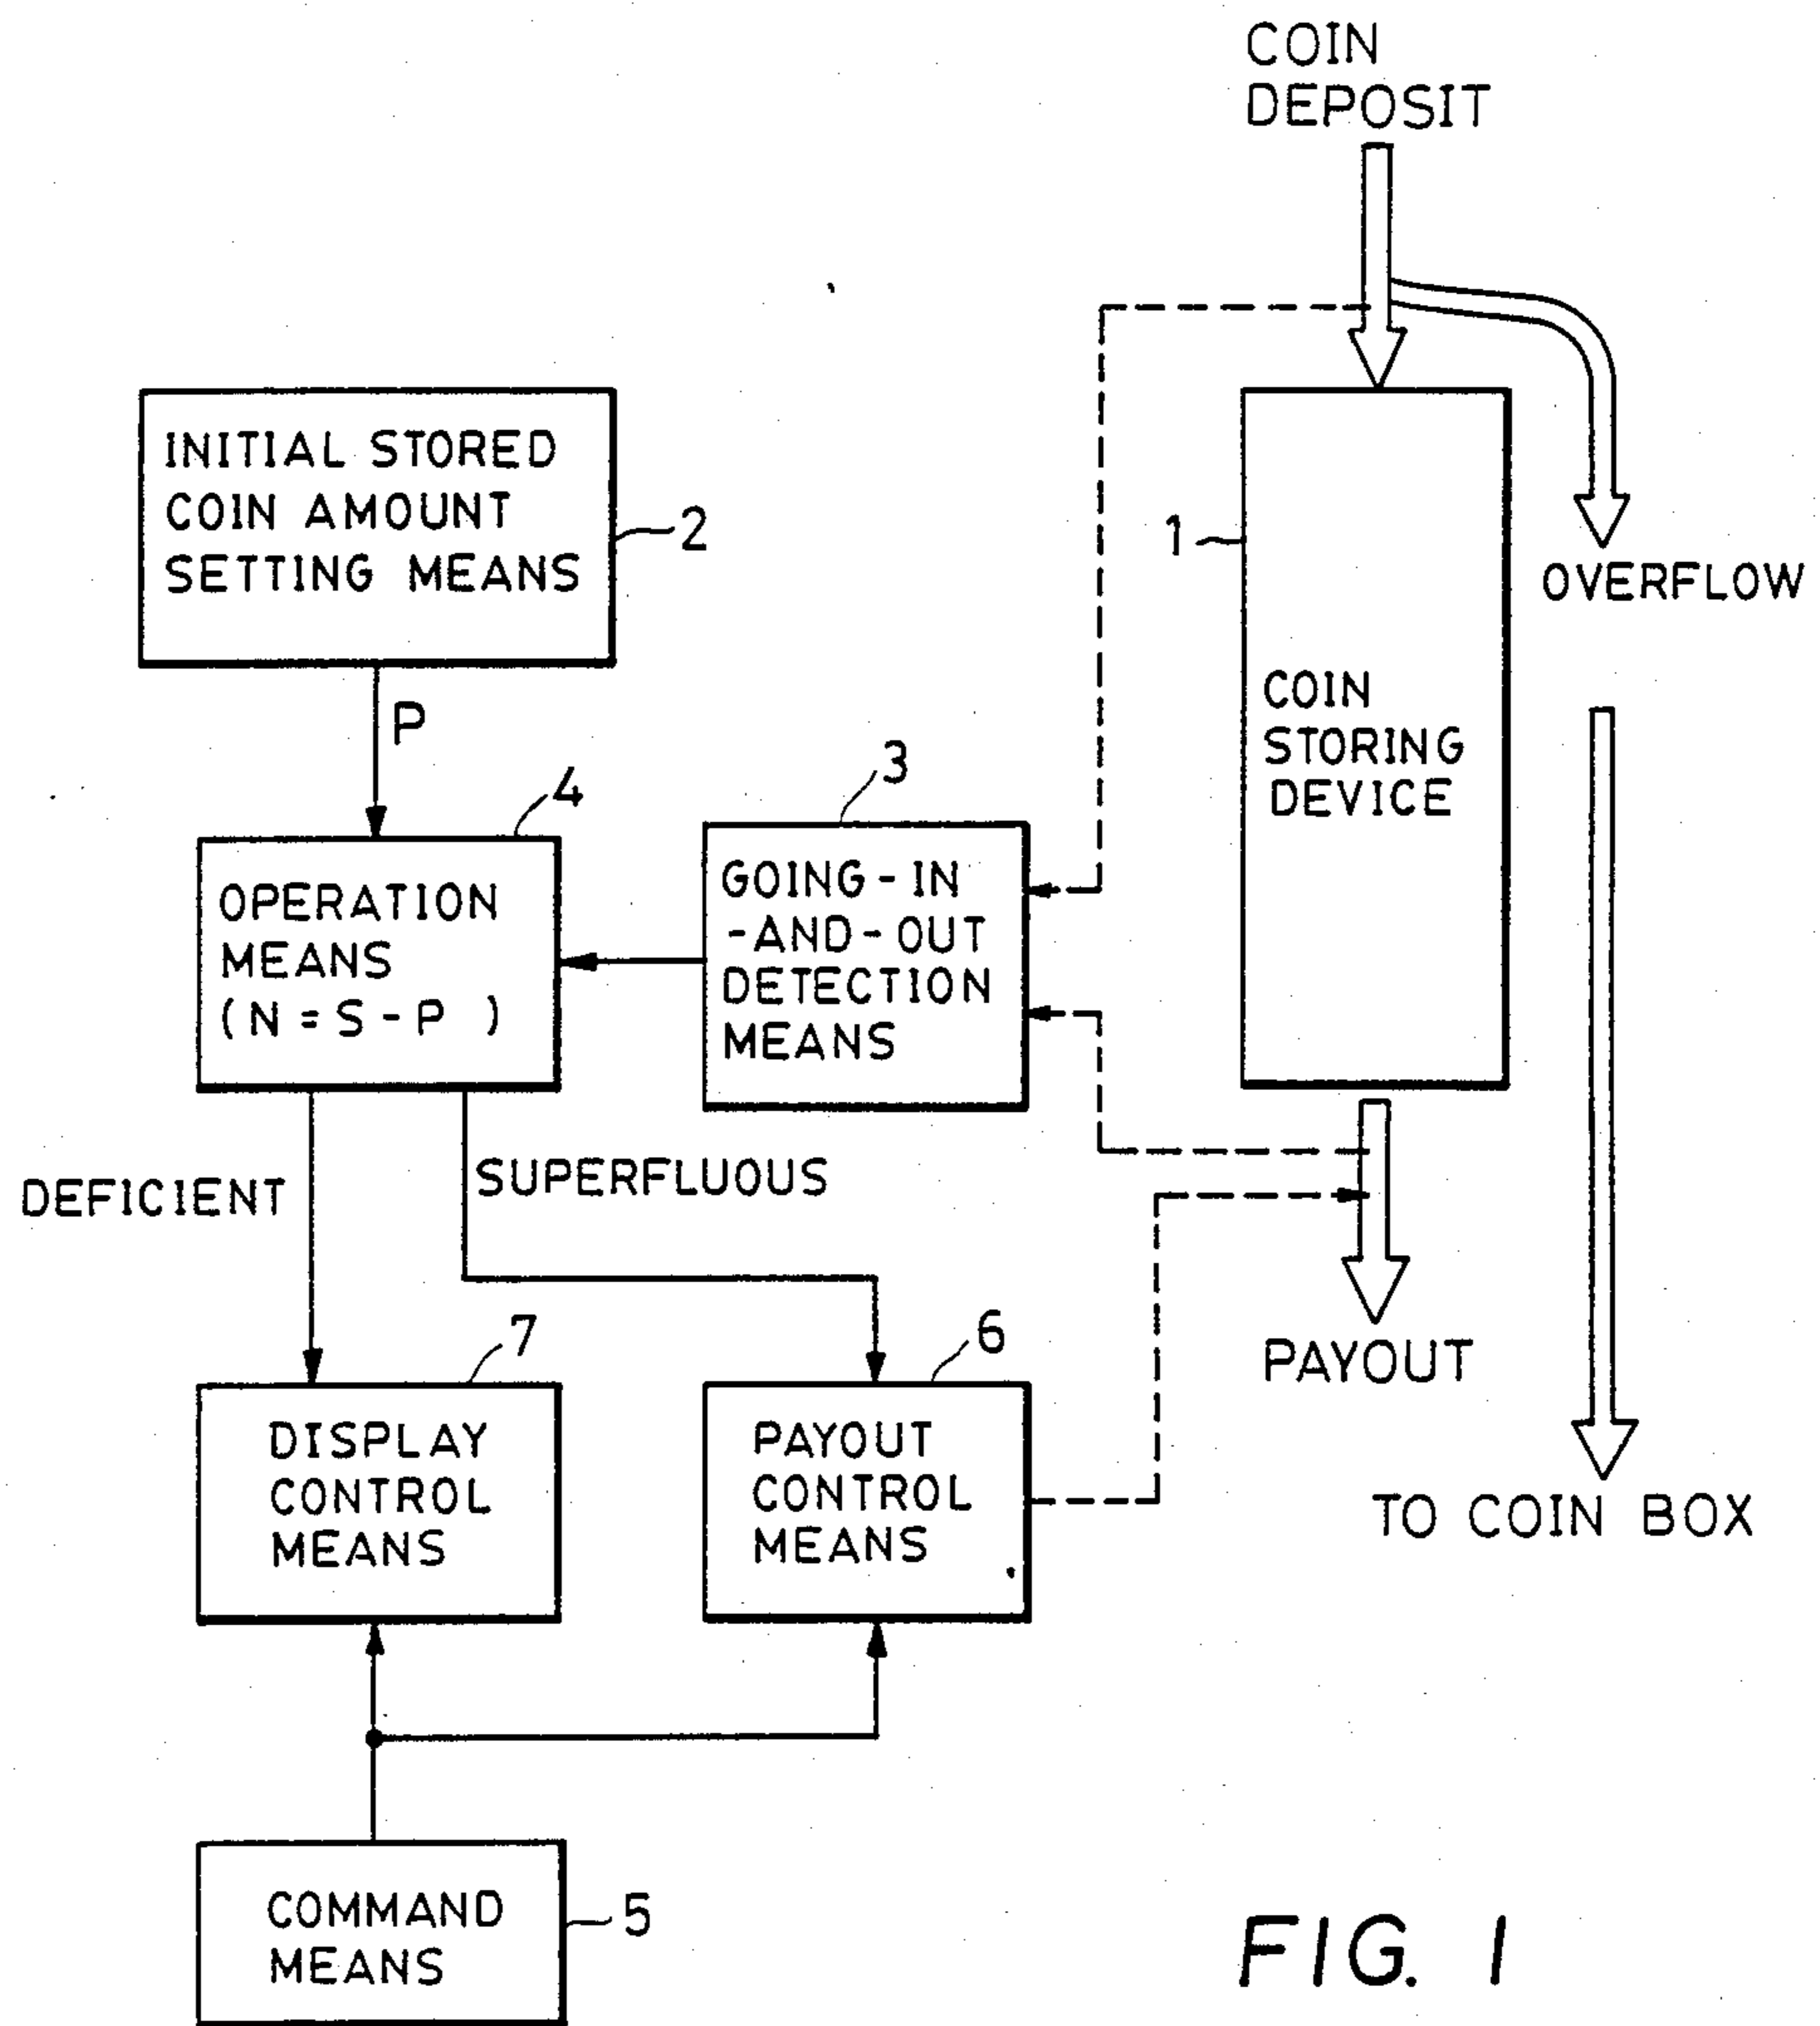 COIN
DEPOSIT
INITIAL STORED
COIN AMOUNT
SETTING MEANS
2
1
OVERFLOW
COIN
STORING
DEVICE
P
4
3
OPERATION
MEANS
( N = S - P )
GOING - IN
-AND-OUT
DETECTION
MEANS
DEFICIENT
SUPERFLUOUS
7
6
PAYOUT
DISPLAY
CONTROL
MEANS
PAYOUT
CONTROL
MEANS
TO COIN BOX
COMMAND
MEANS
5
FIG. 1